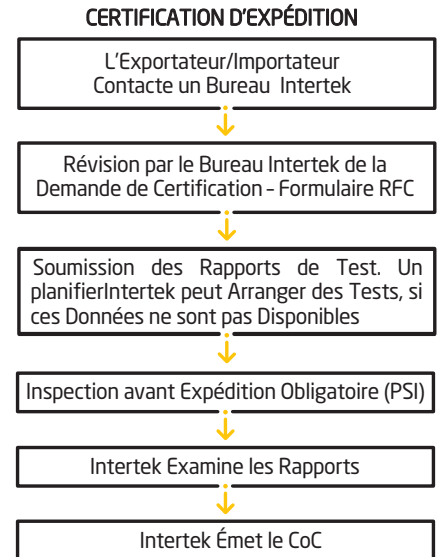 CERTIFICATION D'EXPÉDITION
L'Exportateur/Importateur
Contacte un Bureau Intertek
Révision par le Bureau Intertek de la
Demande de Certification – Formulaire RFC
Soumission des Rapports de Test. Un
planifierIntertek peut Arranger des Tests, si
ces Données ne sont pas Disponibles
Inspection avant Expédition Obligatoire (PSI)
Intertek Examine les Rapports
Intertek Émet le CoC